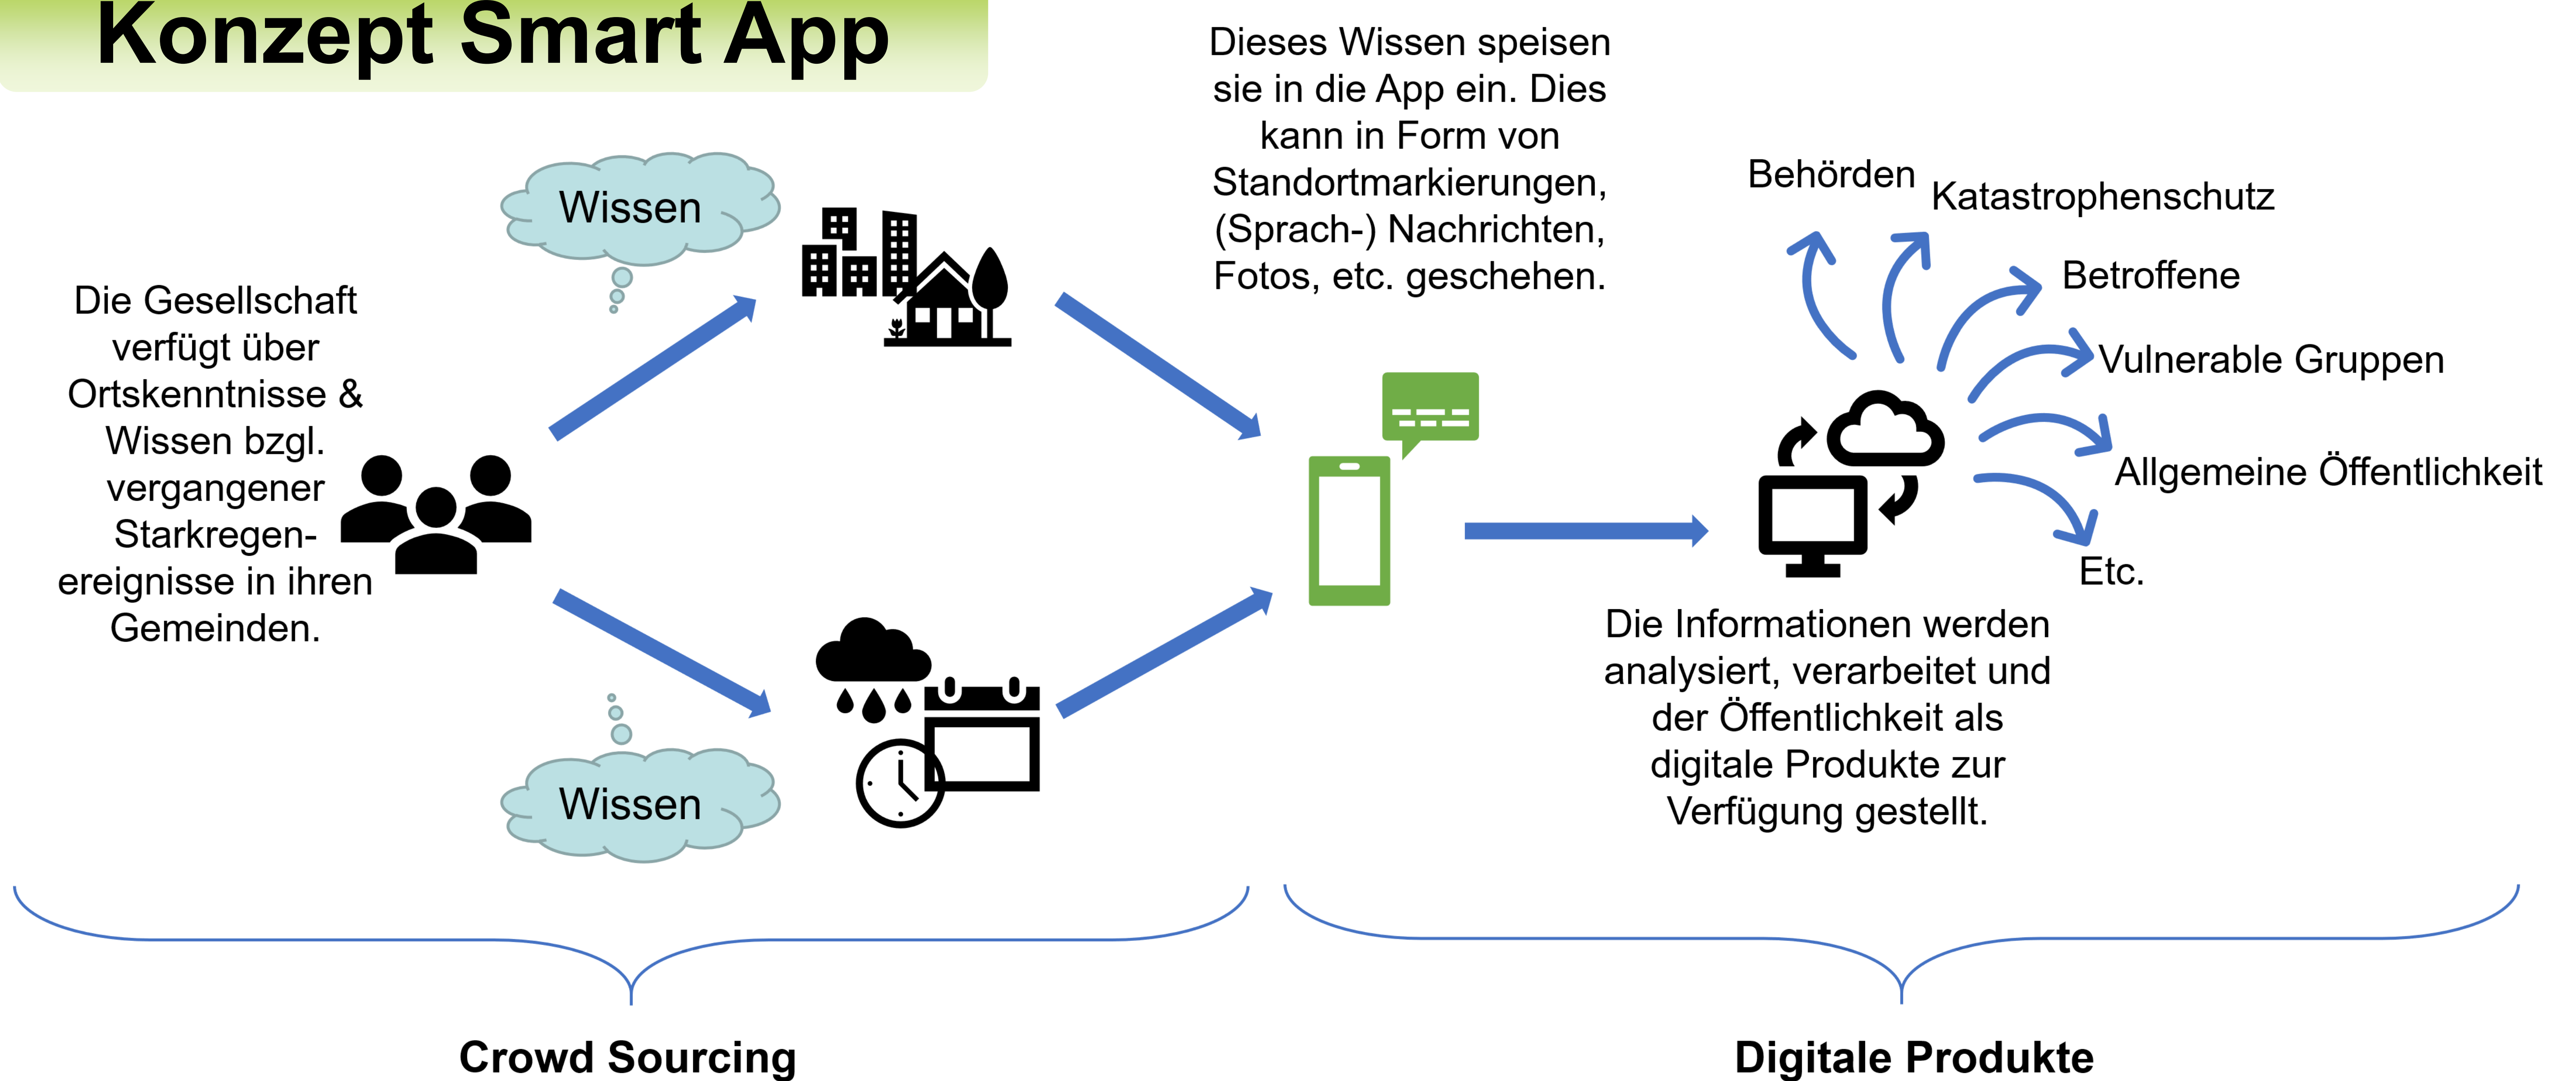 Konzept Smart App
Die Gesellschaft
verfügt über
Ortskenntnisse &
Wissen bzgl.
vergangener
Starkregen-
ereignisse in ihren
Gemeinden.
Wissen
Wissen
Dieses Wissen speisen
sie in die App ein. Dies
kann in Form von
Standortmarkierungen,
(Sprach-) Nachrichten,
Fotos, etc. geschehen.
Behörden
Katastrophenschutz
Betroffene
Vulnerable Gruppen
Allgemeine Öffentlichkeit
Etc.
Die Informationen werden
analysiert, verarbeitet und
der Öffentlichkeit als
digitale Produkte zur
Verfügung gestellt.
Crowd Sourcing
Digitale Produkte